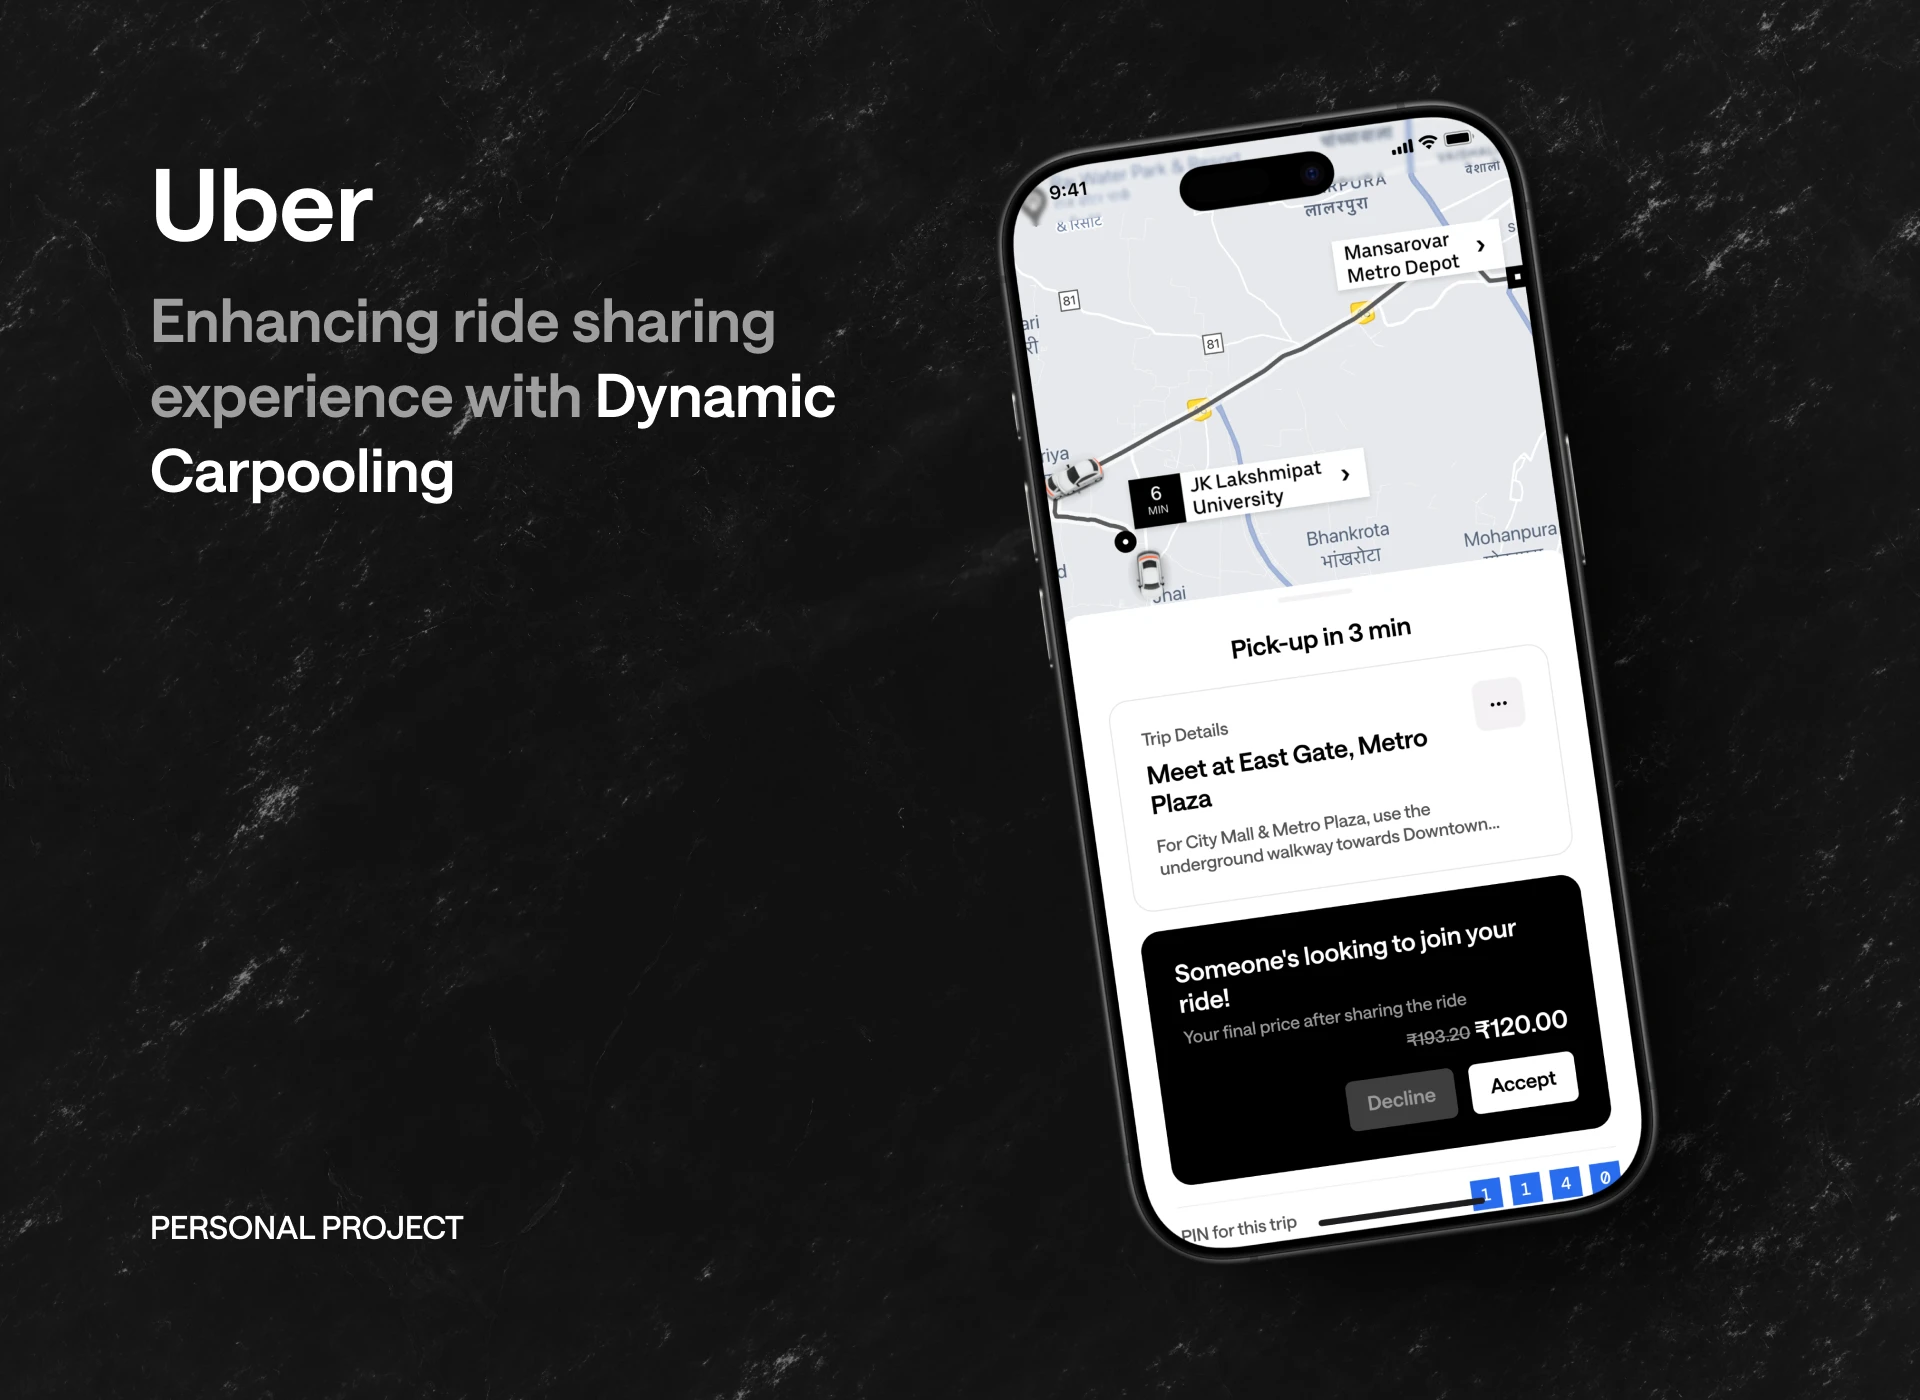 Uber
Enhancing ride sharing
experience with Dynamic
Carpooling
PERSONAL PROJECT
9:41
Water Park &
& रिसॉर्ट
RPURA
लालरपुरा
वैशाली
Mansarovar
Metro Depot
81
81
6
MIN
JK Lakshmipat
University
Bhankrota
भांखरोटा
Mohanpura
Pick-up in 3 min
Trip Details
Meet at East Gate, Metro
Plaza
For City Mall & Metro Plaza, use the
underground walkway towards Downtown...
Someone's looking to join your
ride!
Your final price after sharing the ride
₹193.20 ₹120.00
Decline
Accept
PIN for this trip
1 1 4 0